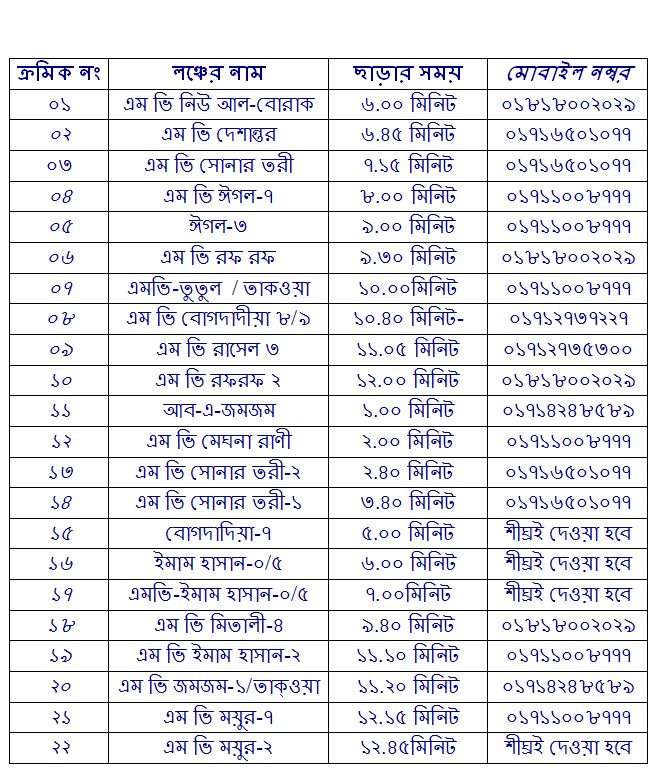 ক্রমিক নং লঞ্চের নাম ছাড়ার সময় মোবাইল নম্বর
০১ এম ভি নিউ আল-বোরাক ৬.০০ মিনিট ০১৮১৮০০২০২৯
০২ এম ভি দেশান্তর ৬.৪৫ মিনিট ০১৭১৬৫০১০৭৭
০৩ এম ভি সোনার তরী ৭.১৫ মিনিট ০১৭১৬৫০১০৭৭
০৪ এম ভি ঈগল-৭ ৮.০০ মিনিট ০১৭১১০০৮৭৭৭
০৫ ঈগল-৩ ৯.০০ মিনিট ০১৭১১০০৮৭৭৭
০৬ এম ভি রফ রফ ৯.৩০ মিনিট ০১৮১৮০০২০২৯
০৭ এমভি-তুতুল / তাকওয়া ১০.০০মিনিট ০১৭১১০০৮৭৭৭
০৮ এম ভি বোগদাদীয়া ৮/৯ ১০.৪০ মিনিট- ০১৭১২৭৩৭২২৭
০৯ এম ভি রাসেল ৩ ১১.০৫ মিনিট ০১৭১২৭৩৫৩০০
১০ এম ভি রফরফ ২ ১২.০০ মিনিট ০১৮১৮০০২০২৯
১১ আব-এ-জমজম ১.০০ মিনিট ০১৭১৪২৪৮৫৮৯
১২ এম ভি মেঘনা রাণী ২.০০ মিনিট ০১৭১১০০৮৭৭৭
১৩ এম ভি সোনার তরী-২ ২.৪০ মিনিট ০১৭১৬৫০১০৭৭
১৪ এম ভি সোনার তরী-১ ৩.৪০ মিনিট ০১৭১৬৫০১০৭৭
১৫ বোগদাদিয়া-৭ ৫.০০ মিনিট শীঘ্রই দেওয়া হবে
১৬ ইমাম হাসান-০/৫ ৬.০০ মিনিট শীঘ্রই দেওয়া হবে
১৭ এমভি-ইমাম হাসান-০/৫ ৭.০০মিনিট শীঘ্রই দেওয়া হবে
১৮ এম ভি মিতালী-৪ ৯.৪০ মিনিট ০১৮১৮০০২০২৯
১৯ এম ভি ইমাম হাসান-২ ১১.১০ মিনিট ০১৭১১০০৮৭৭৭
২০ এম ভি জমজম-১/তাক্ওয়া ১১.২০ মিনিট ০১৭১৪২৪৮৫৮৯
২১ এম ভি ময়ুর-৭ ১২.১৫ মিনিট ০১৭১১০০৮৭৭৭
২২ এম ভি ময়ুর-২ ১২.৪৫মিনিট শীঘ্রই দেওয়া হবে